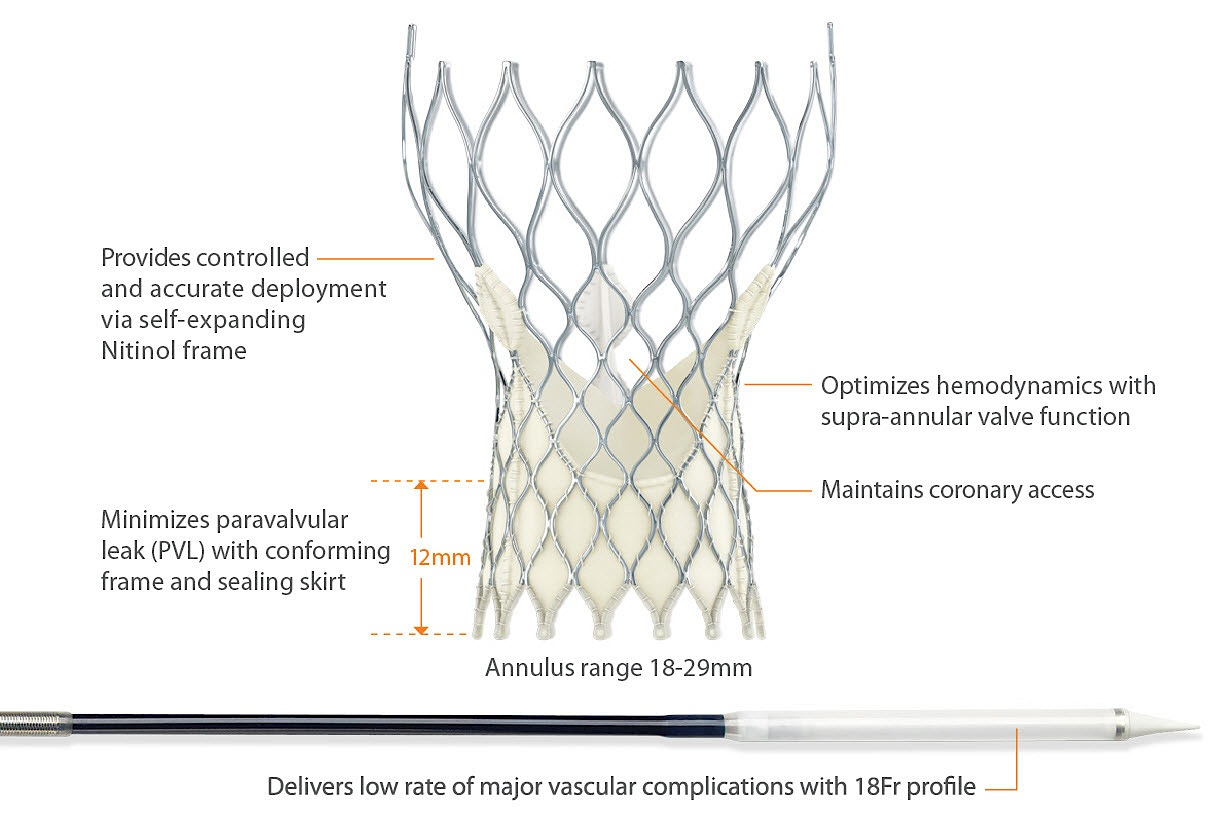 Provides controlled
and accurate deployment
via self-expanding
Nitinol frame
Optimizes hemodynamics with
supra-annular valve function
Maintains coronary access
Minimizes paravalvular
leak (PVL) with conforming
frame and sealing skirt
12mm
Annulus range 18-29mm
Delivers low rate of major vascular complications with 18Fr profile